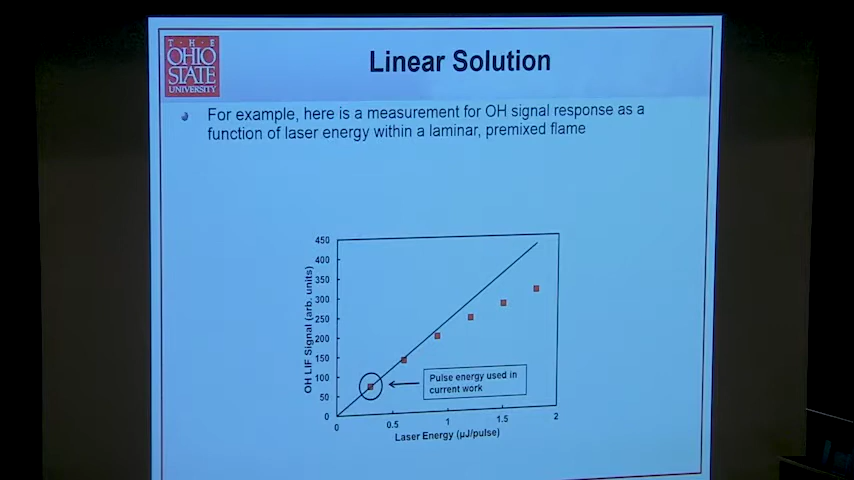 T·H·E
OHIO
STATE
UNIVERSITY
Linear Solution
For example, here is a measurement for OH signal response as a
function of laser energy within a laminar, premixed flame
450
400
350
300
250
200
150
100
50
0
OH LIF Signal (arb. units)
Pulse energy used in
current work
0
0.5
1
1.5
2
Laser Energy (µJ/pulse)